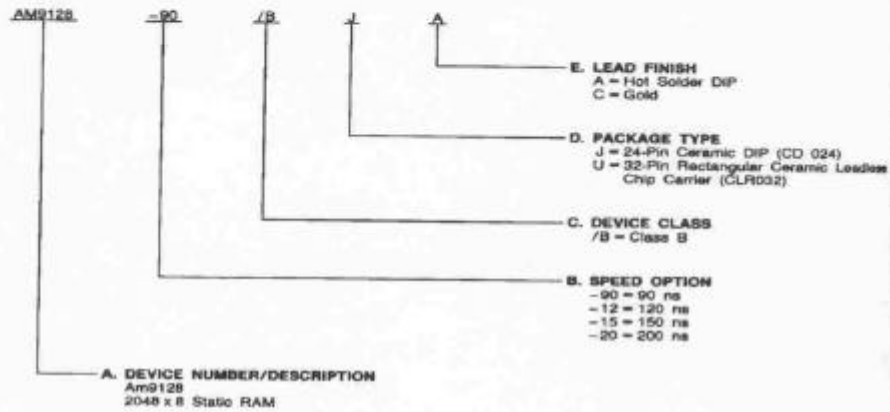 AM9128 -90 /B J A
E. LEAD FINISH
A = Hot Solder DIP
C = Gold
D. PACKAGE TYPE
J = 24-Pin Ceramic DIP (CD 024)
U = 32-Pin Rectangular Ceramic Leadless
Chip Carrier (CLR032)
C. DEVICE CLASS
/B = Class B
B. SPEED OPTION
-90 = 90 ns
-12 = 120 ns
-15 = 150 ns
-20 = 200 ns
A. DEVICE NUMBER/DESCRIPTION
Am9128
2048 x 8 Static RAM